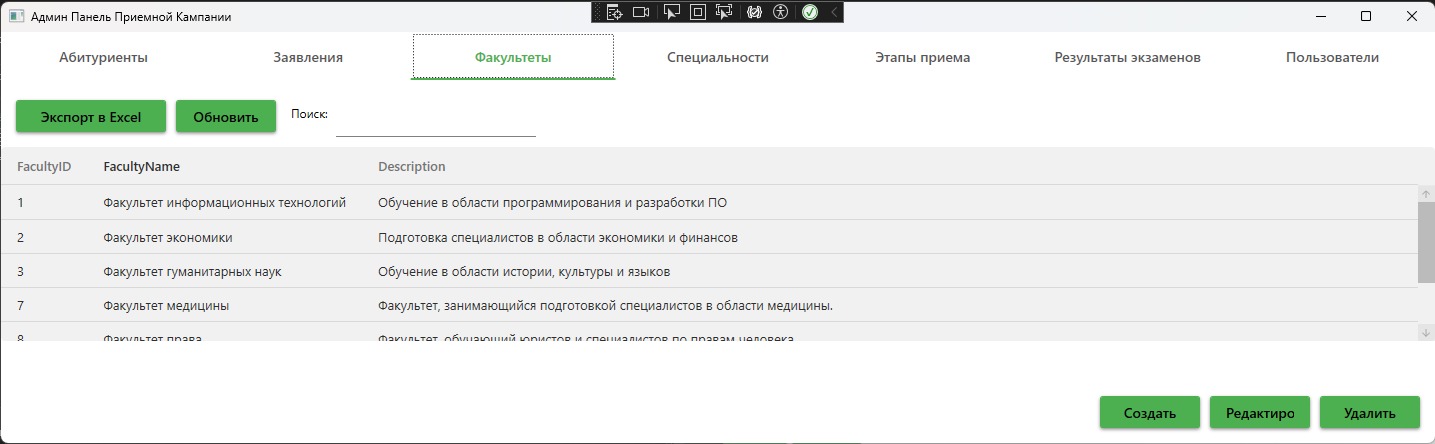 Админ Панель Приемной Кампании
Абитуриенты Заявления Факультеты Специальности Этапы приема Результаты экзаменов Пользователи
Экспорт в Excel Обновить Поиск:
FacultyID FacultyName Description
1 Факультет информационных технологий Обучение в области программирования и разработки ПО
2 Факультет экономики Подготовка специалистов в области экономики и финансов
3 Факультет гуманитарных наук Обучение в области истории, культуры и языков
7 Факультет медицины Факультет, занимающийся подготовкой специалистов в области медицины.
8 Факультет права Факультет, обучающий юристов и специалистов по правам человека
Создать Редактиро Удалить